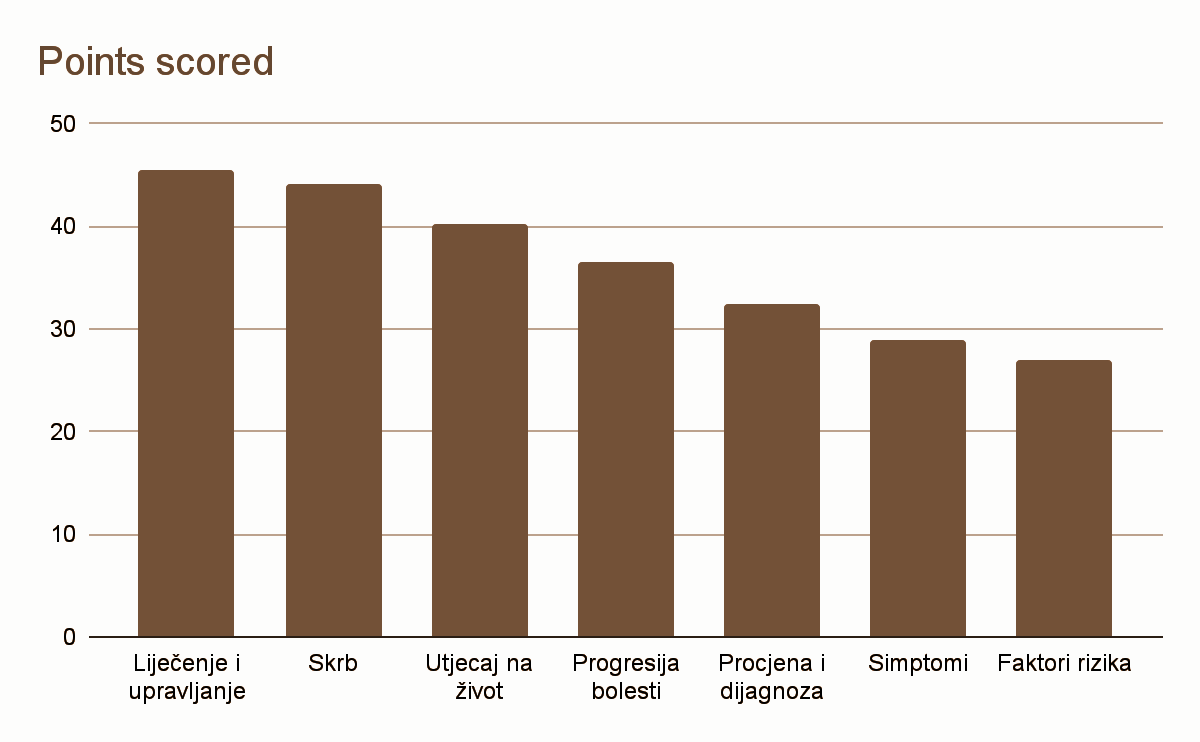 Points scored
50
40
30
20
10
0
Liječenje i
upravljanje
Skrb
Utjecaj na
život
Progresija
bolesti
Procjena i
dijagnoza
Simptomi
Faktori rizika